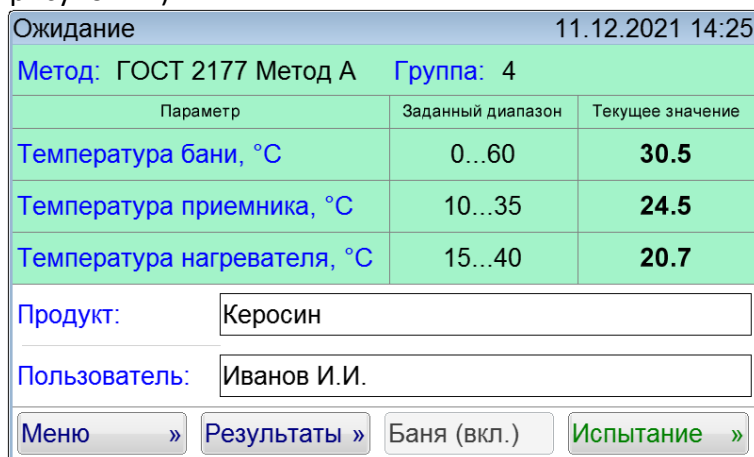 Ожидание 11.12.2021 14:25
Метод: ГОСТ 2177 Метод А Группа: 4
Параметр Заданный диапазон Текущее значение
Температура бани, °C 0...60 30.5
Температура приемника, °C 10...35 24.5
Температура нагревателя, °C 15...40 20.7
Продукт: Керосин
Пользователь: Иванов И.И.
Меню » Результаты » Баня (вкл.) Испытание »